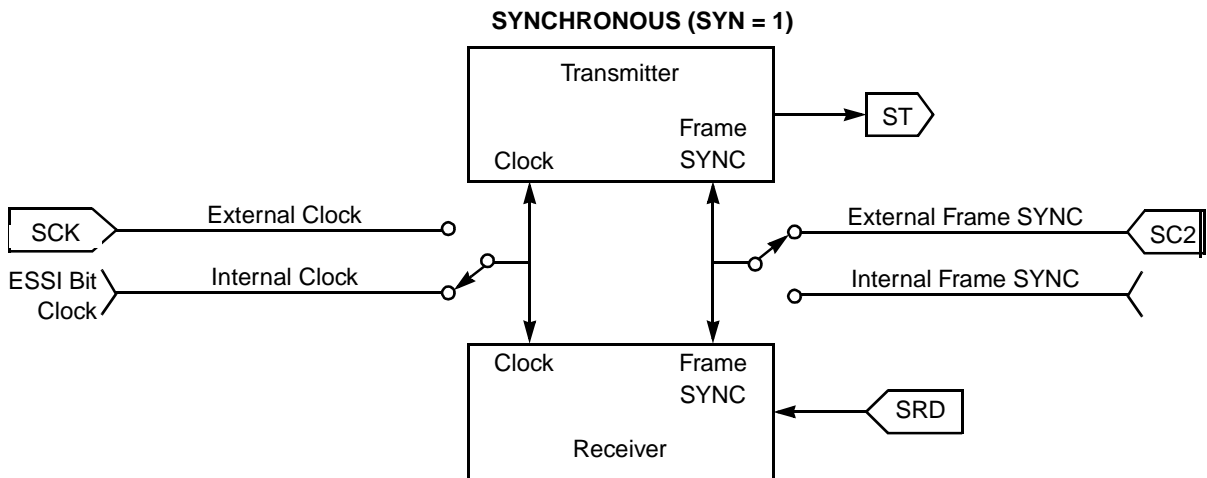 SYNCHRONOUS (SYN = 1)
Transmitter
ST
Frame
SYNC
Clock
External Clock
External Frame SYNC
SCK
SC2
Internal Clock
Internal Frame SYNC
ESSI Bit
Clock
Clock
Frame
SYNC
SRD
Receiver